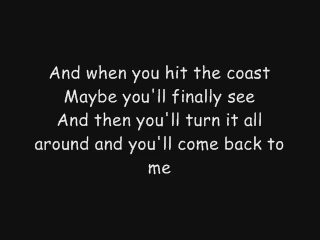 And when you hit the coast
Maybe you'll finally see
And then you'll turn it all
around and you'll come back to
me